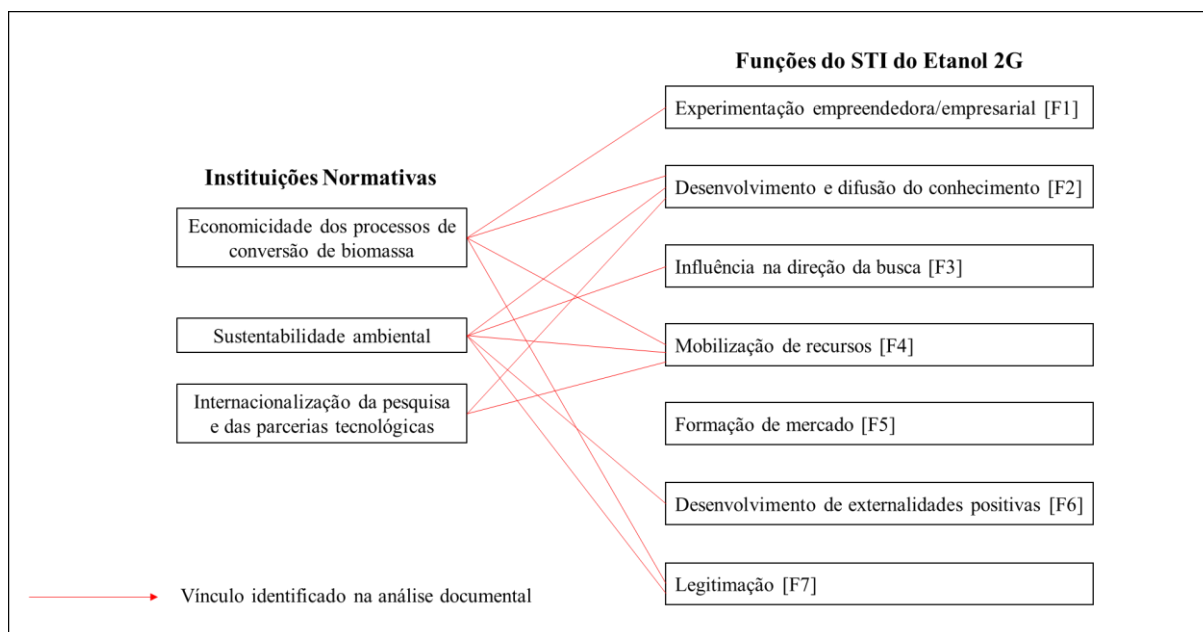 Instituições Normativas
Economicidade dos processos de
conversão de biomassa
Sustentabilidade ambiental
Internacionalização da pesquisa
e das parcerias tecnológicas
Funções do STI do Etanol 2G
Experimentação empreendedora/empresarial [F1]
Desenvolvimento e difusão do conhecimento [F2]
Influência na direção da busca [F3]
Mobilização de recursos [F4]
Formação de mercado [F5]
Desenvolvimento de externalidades positivas [F6]
Legitimação [F7]
Vínculo identificado na análise documental